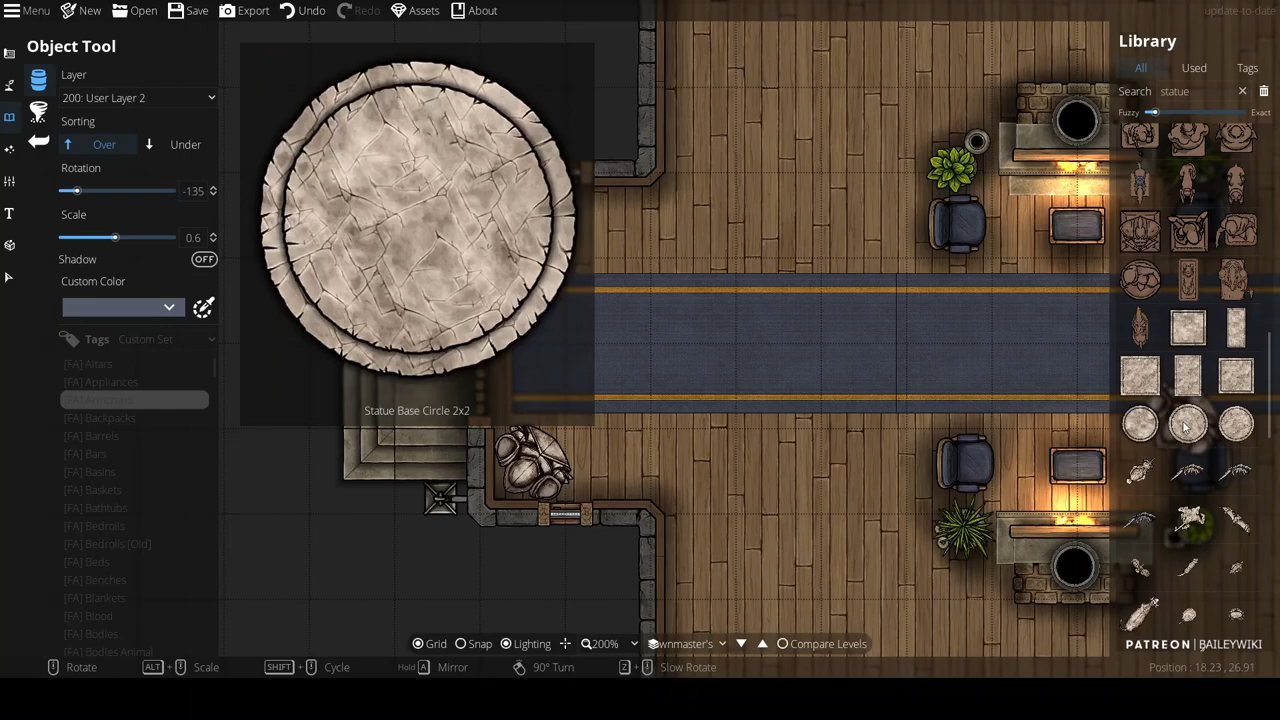 Menu New Open Save Export Undo Redo Assets About update-to-date
Object Tool
Library
Layer
All Used Tags
200: User Layer 2
Search statue
Sorting
Fuzzy Exact
Over Under
Rotation
-135
Scale
0.6
Shadow OFF
Custom Color
Tags Custom Set
[FA] Altars
[FA] Appliances
[FA] Backpacks
[FA] Barrels
[FA] Bars
[FA] Basins
[FA] Baskets
[FA] Bathtubs
[FA] Bedrolls
[FA] Bedrolls [Old]
[FA] Beds
[FA] Benches
[FA] Blankets
[FA] Blood
[FA] Bodies
[FA] Bodies Animal
Statue Base Circle 2x2
Grid Snap Lighting 200% wnmaster's Compare Levels
PATREON | BAILEYWIKI
Rotate ALT + Scale SHIFT + Cycle Hold A Mirror 90° Turn Z + Slow Rotate Position : 18.23 , 26.91